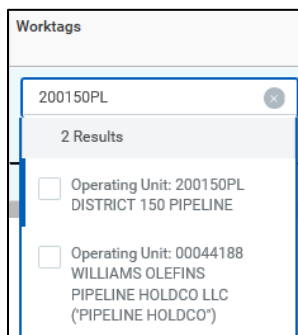 Worktags
200150PL
2 Results
Operating Unit: 200150PL
DISTRICT 150 PIPELINE
Operating Unit: 00044188
WILLIAMS OLEFINS
PIPELINE HOLDCO LLC
("PIPELINE HOLDCO")